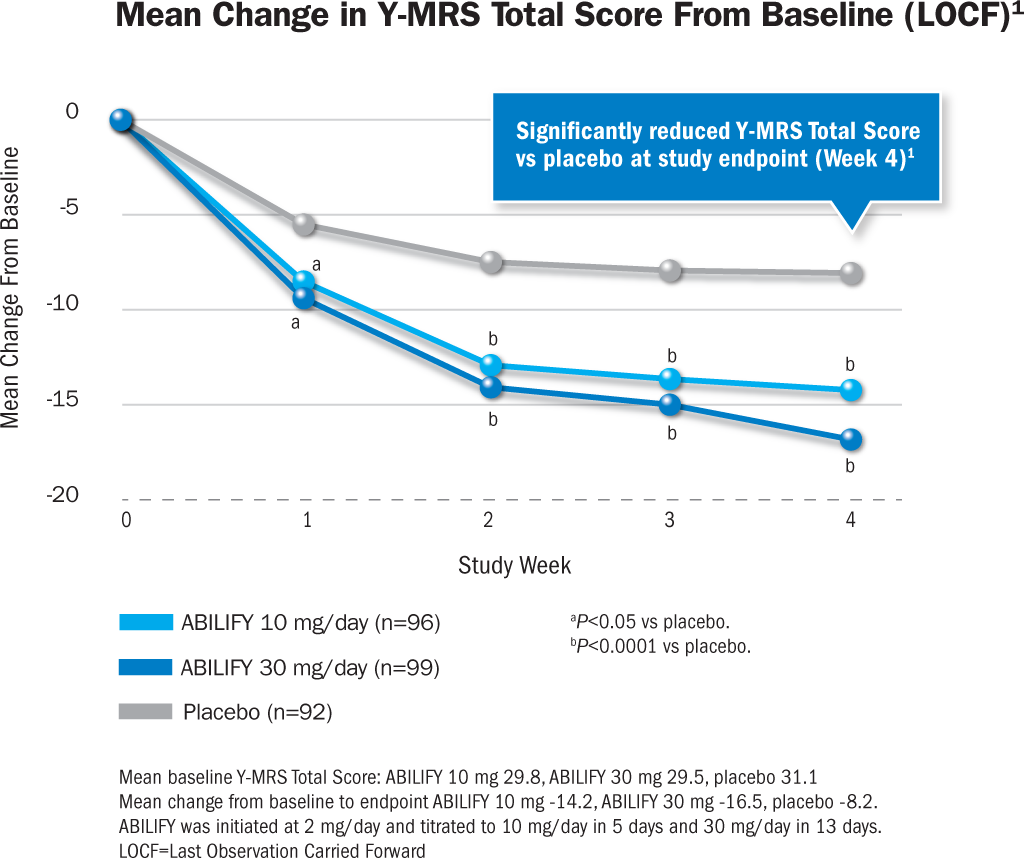 Mean Change in Y-MRS Total Score From Baseline (LOCF)¹
Significantly reduced Y-MRS Total Score
vs placebo at study endpoint (Week 4)¹
Mean Change From Baseline
0
-5
-10
-15
-20
a
a
b
b
b
b
b
b
0 1 2 3 4
Study Week
ABILIFY 10 mg/day (n=96)
ABILIFY 30 mg/day (n=99)
Placebo (n=92)
ᵃP<0.05 vs placebo.
ᵇP<0.0001 vs placebo.
Mean baseline Y-MRS Total Score: ABILIFY 10 mg 29.8, ABILIFY 30 mg 29.5, placebo 31.1
Mean change from baseline to endpoint ABILIFY 10 mg -14.2, ABILIFY 30 mg -16.5, placebo -8.2.
ABILIFY was initiated at 2 mg/day and titrated to 10 mg/day in 5 days and 30 mg/day in 13 days.
LOCF=Last Observation Carried Forward